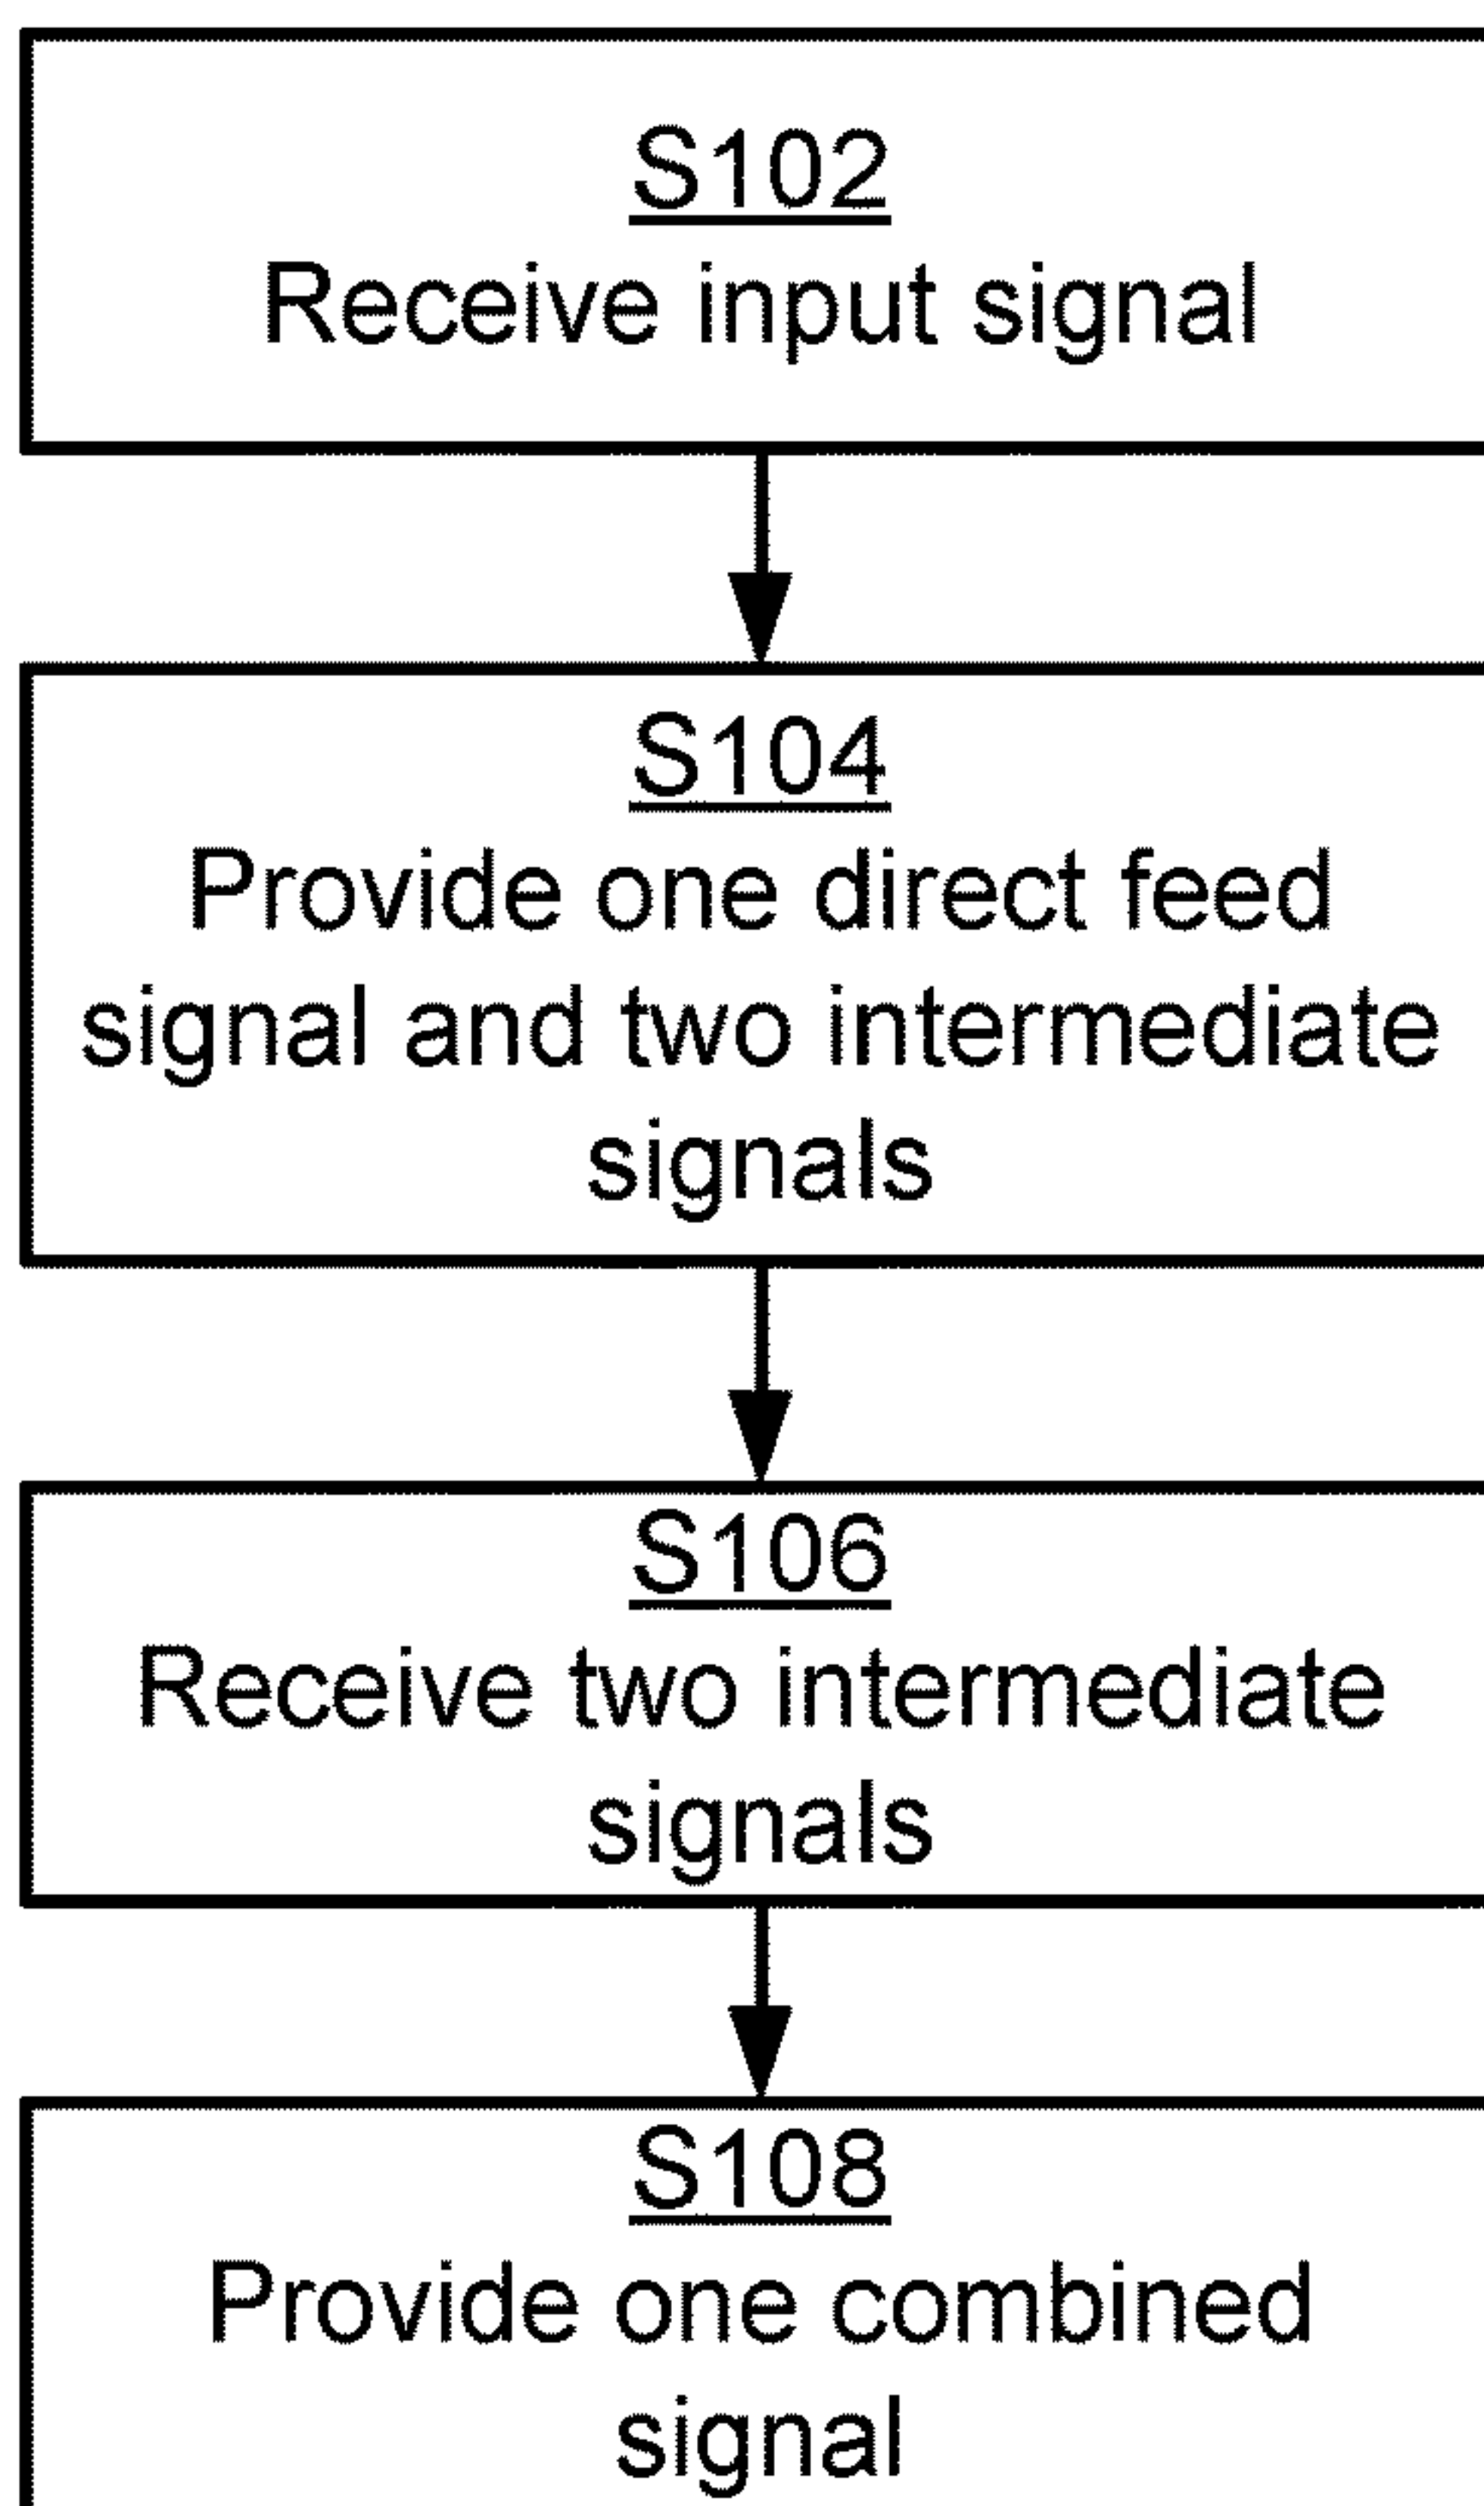 S102
Receive input signal
S104
Provide one direct feed
signal and two intermediate
signals
S106
Receive two intermediate
signals
S108
Provide one combined
signal